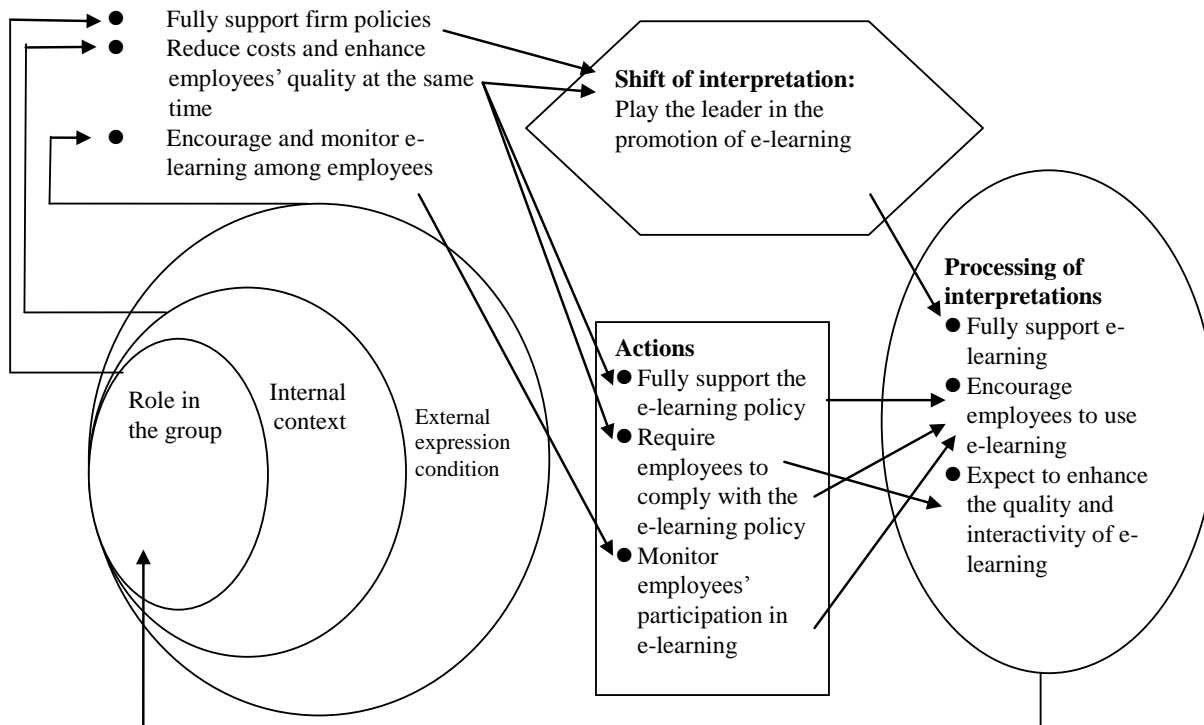 ● Fully support firm policies
● Reduce costs and enhance
employees' quality at the same
time
● Encourage and monitor e-
learning among employees
Shift of interpretation:
Play the leader in the
promotion of e-learning
Role in
the group
Internal
context
External
expression
condition
Actions
● Fully support the
e-learning policy
● Require
employees to
comply with the
e-learning policy
● Monitor
employees'
participation in
e-learning
Processing of
interpretations
● Fully support e-
learning
● Encourage
employees to use
e-learning
● Expect to enhance
the quality and
interactivity of e-
learning